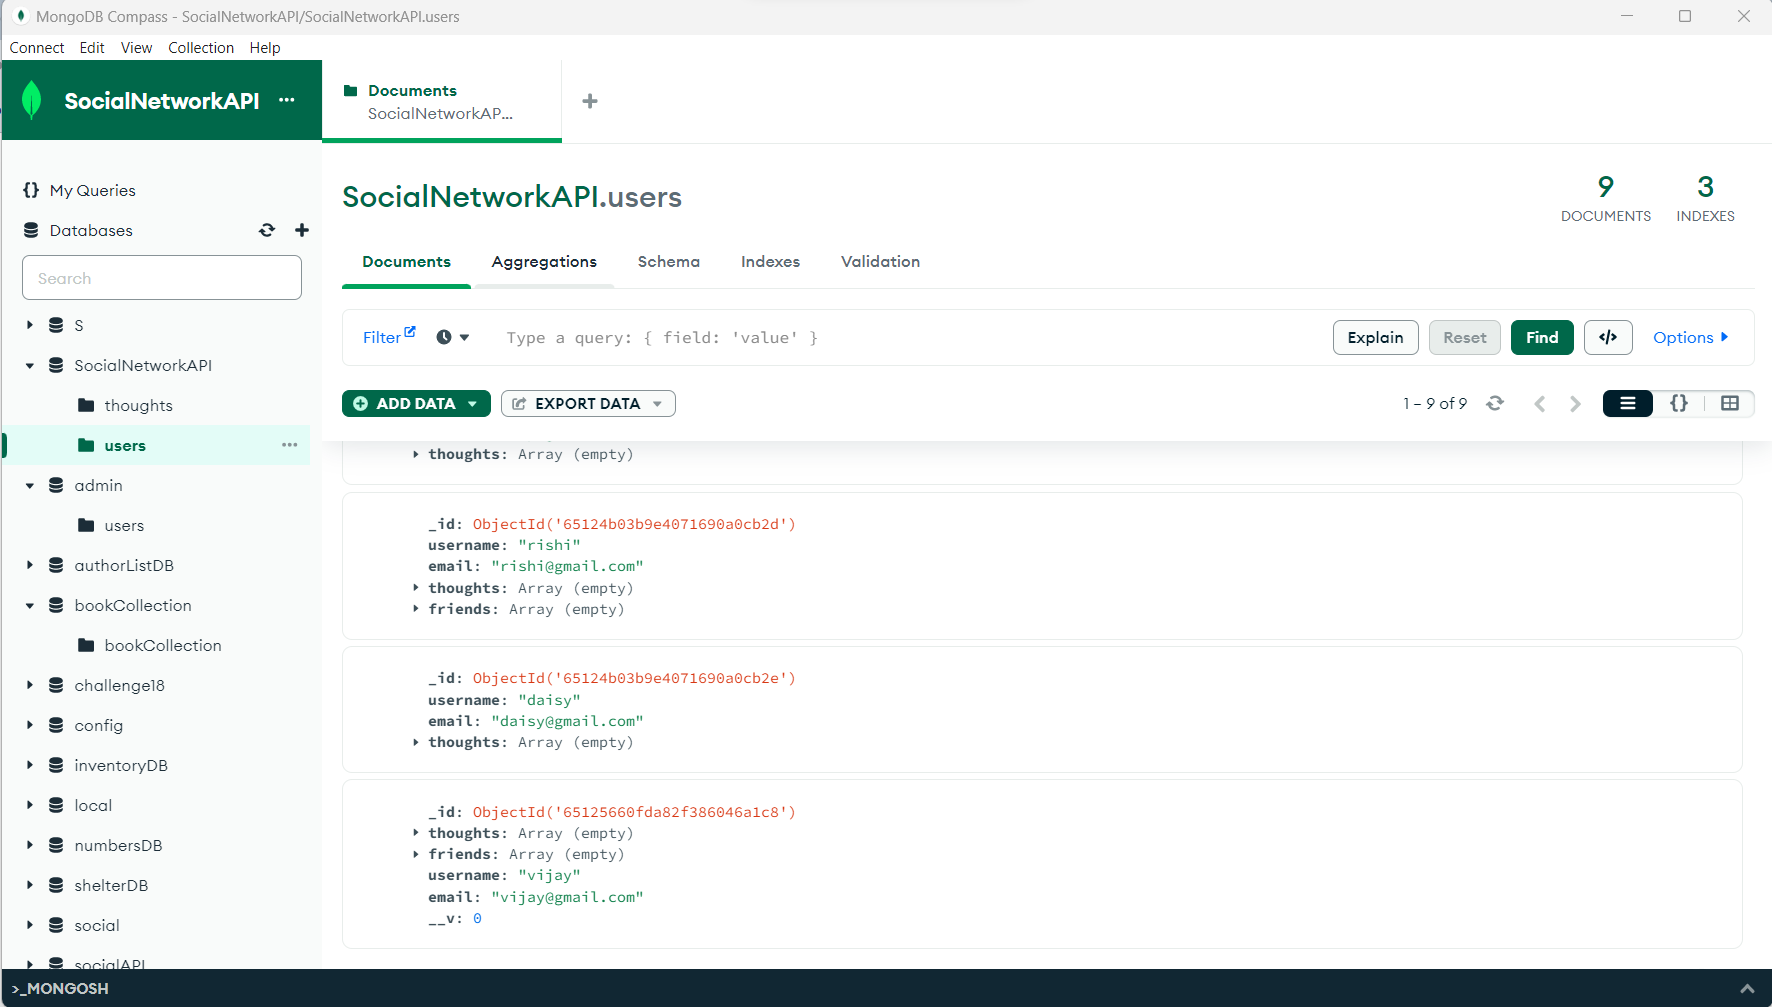 MongoDB Compass - SocialNetworkAPI/SocialNetworkAPI.users
Connect Edit View Collection Help
SocialNetworkAPI ...
Documents
SocialNetworkAP...
My Queries
Databases
Search
S
SocialNetworkAPI
thoughts
users
admin
users
authorListDB
bookCollection
bookCollection
challenge18
config
inventoryDB
local
numbersDB
shelterDB
social
socialAPI
SocialNetworkAPI.users
9
DOCUMENTS
3
INDEXES
Documents Aggregations Schema Indexes Validation
Filter Type a query: { field: 'value' } Explain Reset Find </> Options
ADD DATA EXPORT DATA 1 – 9 of 9 {}
thoughts: Array (empty)
_id: ObjectId('65124b03b9e4071690a0cb2d')
username: "rishi"
email: "rishi@gmail.com"
thoughts: Array (empty)
friends: Array (empty)
_id: ObjectId('65124b03b9e4071690a0cb2e')
username: "daisy"
email: "daisy@gmail.com"
thoughts: Array (empty)
_id: ObjectId('65125660fda82f386046a1c8')
thoughts: Array (empty)
friends: Array (empty)
username: "vijay"
email: "vijay@gmail.com"
__v: 0
>_MONGOSH